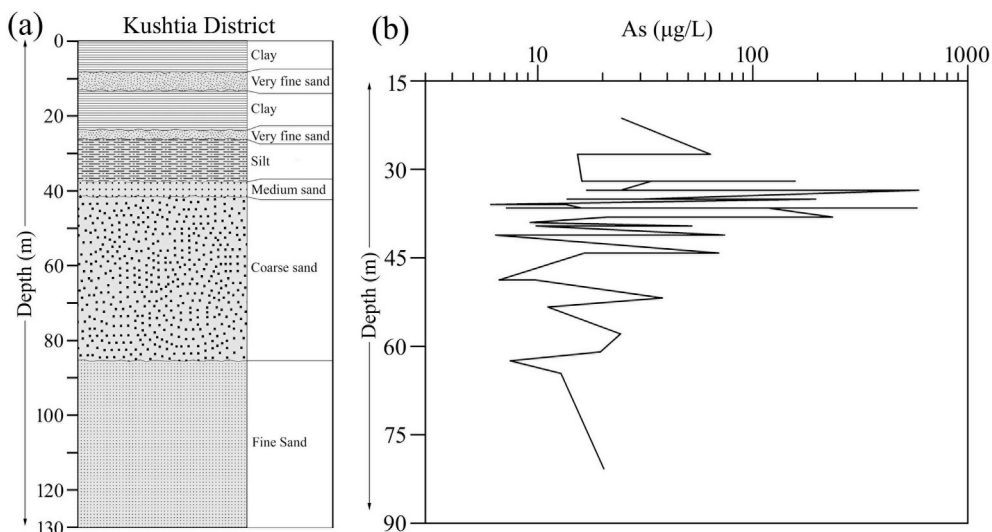 (a)
Kushtia District
Depth (m)
0
20
40
60
80
100
120
130
Clay
Very fine sand
Clay
Very fine sand
Silt
Medium sand
Coarse sand
Fine Sand
(b)
As (µg/L)
10
100
1000
Depth (m)
15
30
45
60
75
90